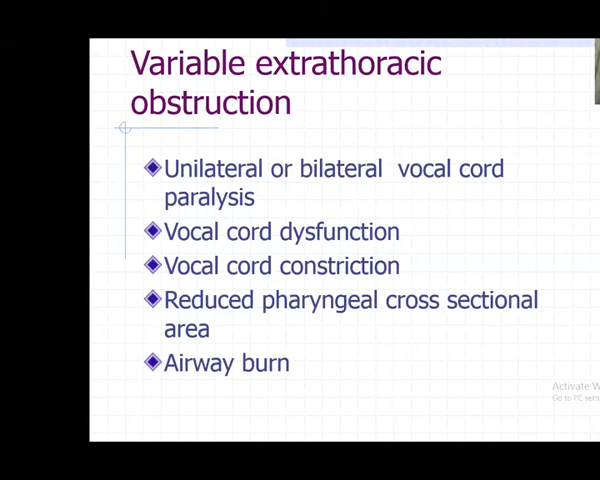 Variable extrathoracic
obstruction
Unilateral or bilateral vocal cord
paralysis
Vocal cord dysfunction
Vocal cord constriction
Reduced pharyngeal cross sectional
area
Airway burn
Activate W
Go to PC setti